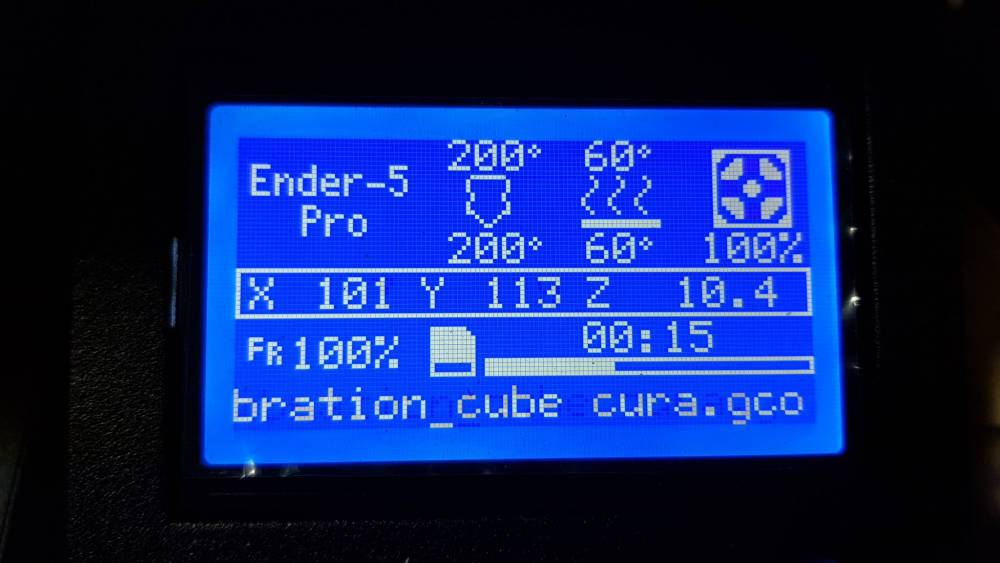 200° 60°
Ender-5
Pro
200° 60° 100%
X 101 Y 113 Z 10.4
FR 100% 00:15
bration_cube cura.gco